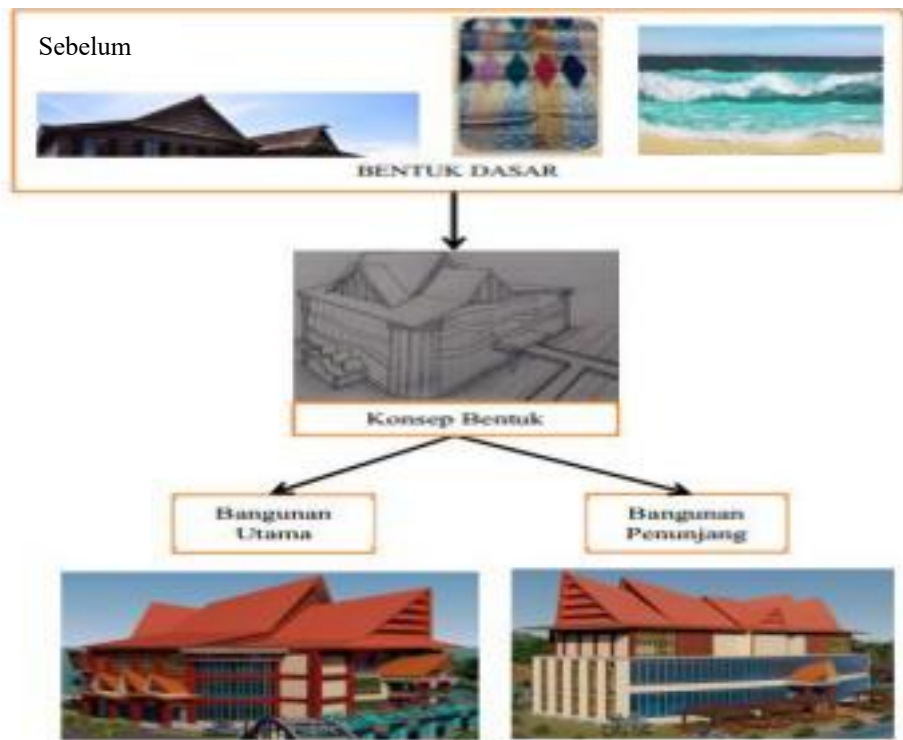 Sebelum
BENTUK DASAR
Konsep Bentuk
Bangunan
Utama
Bangunan
Penunjang